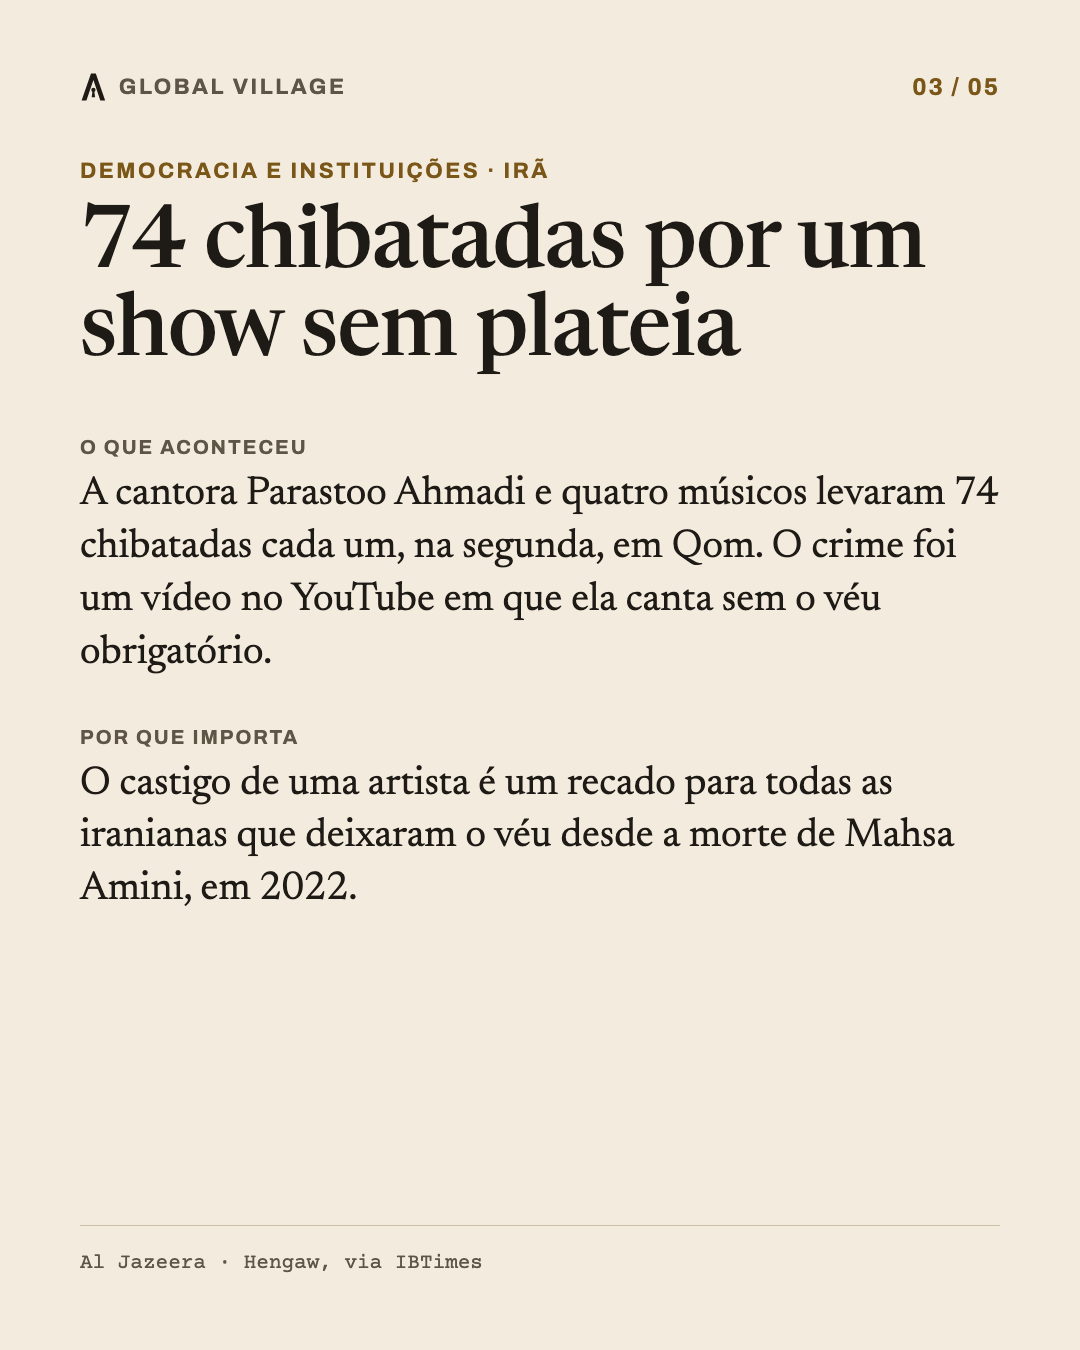 GLOBAL VILLAGE
03 / 05
DEMOCRACIA E INSTITUIÇÕES · IRÃ
74 chibatadas por um
show sem plateia
O QUE ACONTECEU
A cantora Parastoo Ahmadi e quatro músicos levaram 74
chibatadas cada um, na segunda, em Qom. O crime foi
um vídeo no YouTube em que ela canta sem o véu
obrigatório.
POR QUE IMPORTA
O castigo de uma artista é um recado para todas as
iranianas que deixaram o véu desde a morte de Mahsa
Amini, em 2022.
Al Jazeera · Hengaw, via IBTimes